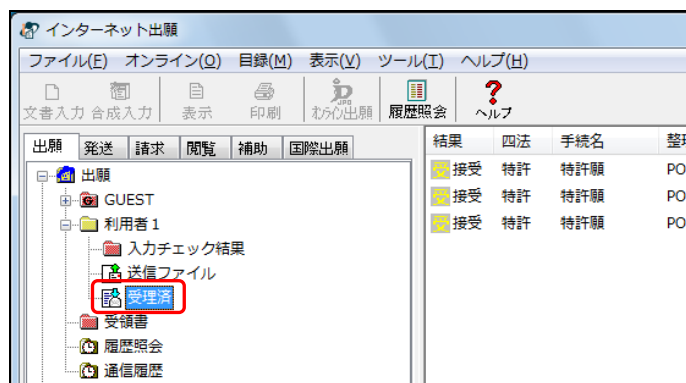 インターネット出願
ファイル(F) オンライン(O) 目録(M) 表示(V) ツール(T) ヘルプ(H)
文書入力 合成入力 表示 印刷 オンライン出願 履歴照会 ヘルプ
出願 発送 請求 閲覧 補助 国際出願
結果 四法 手続名
出願
GUEST
利用者1
入力チェック結果
送信ファイル
受理済
受領書
履歴照会
通信履歴
接受 特許 特許願 PO
接受 特許 特許願 PO
接受 特許 特許願 PO